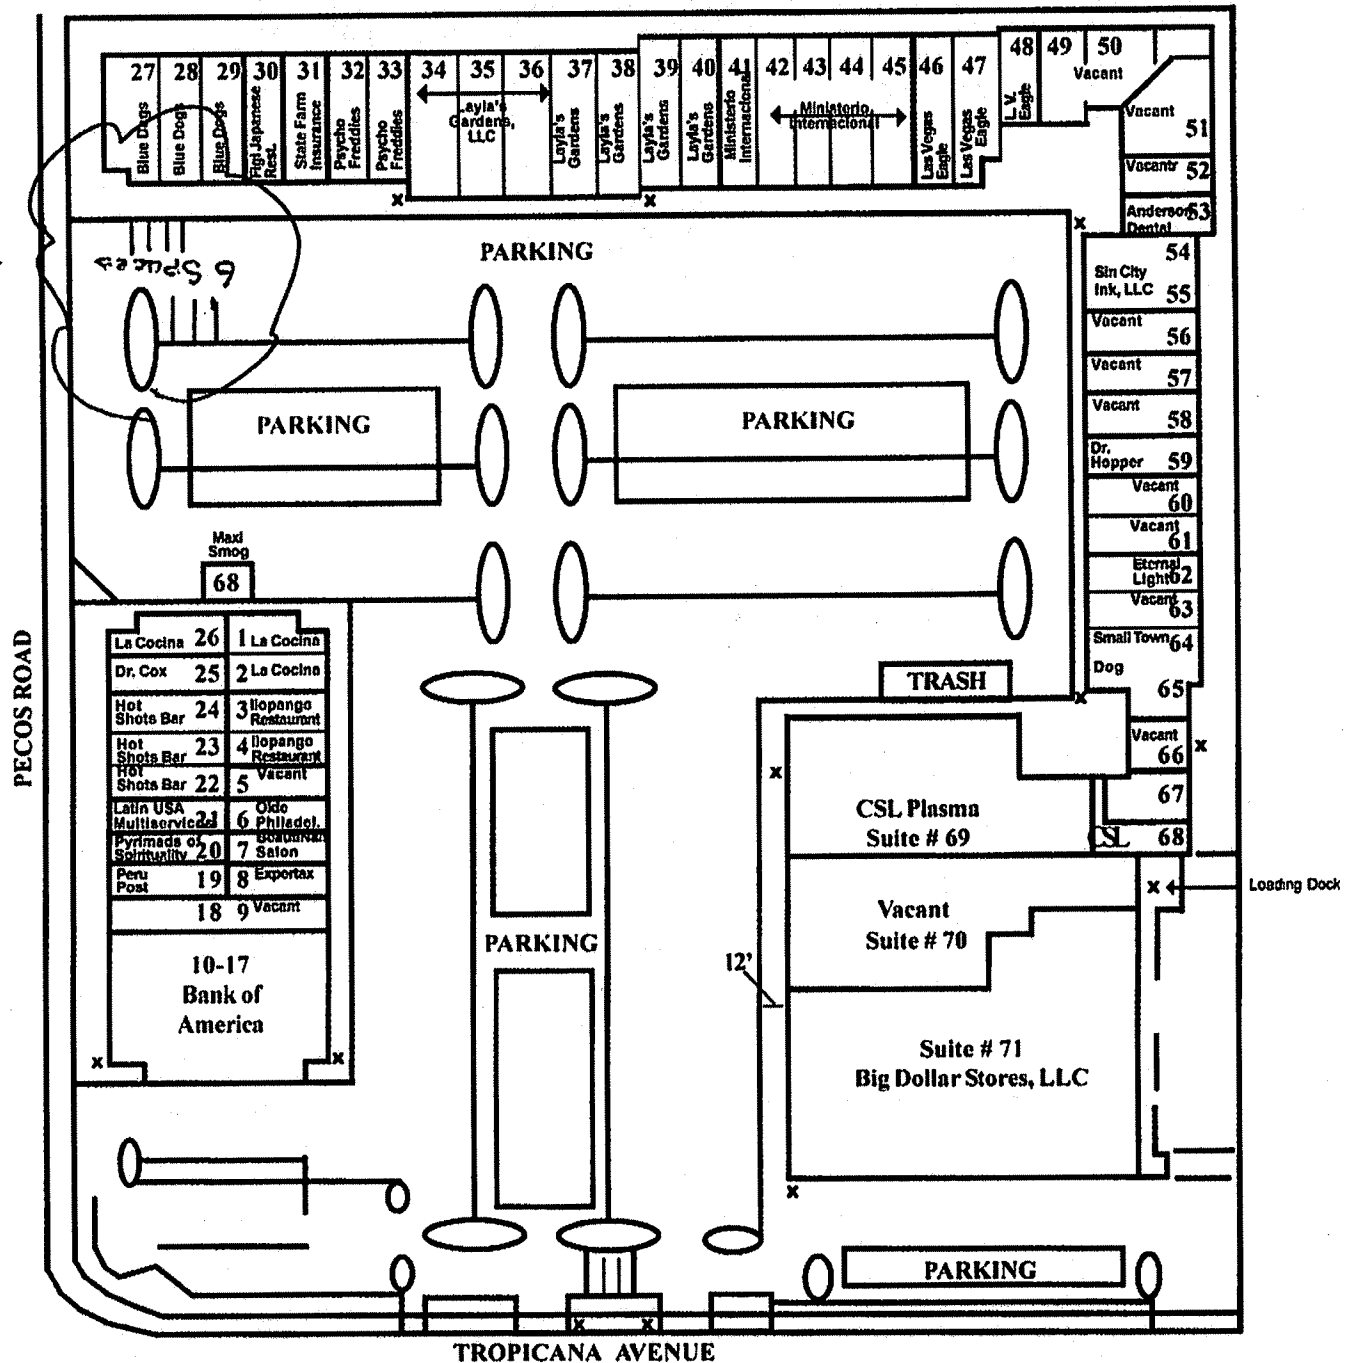 27
Blue Dogs
28
Blue Dogs
29
Blue Dogs
30
Figi Japanese
Rest.
31
State Farm
Insurance
32
Psycho
Freddies
33
Psycho
Freddies
34
35
36
Layla's
Gardens,
LLC
37
Layla's
Gardens
38
Layla's
Gardens
39
Layla's
Gardens
40
Layla's
Gardens
41
Ministerio
Internacional
42
43
44
45
Ministerio
Internacional
46
Las Vegas
Eagle
47
Las Vegas
Eagle
48
L.V.
Eagle
49
50
Vacant
Vacant
51
Vacantr 52
Anderson 53
Dental
54
Sin City
Ink, LLC 55
Vacant
56
Vacant
57
Vacant
58
Dr.
Hopper 59
Vacant
60
Vacant
61
Eternal
Light 62
Vacant
63
Small Town 64
Dog
65
Vacant
66
67
CSL 68
x
x
x
PARKING
6 Spaces
PARKING
PARKING
Maxi
Smog
68
La Cocina 26
1 La Cocina
Dr. Cox 25
2 La Cocina
Hot
Shots Bar 24
3 Ilopango
Restaurant
Hot
Shots Bar 23
4 Ilopango
Restaurant
Hot
Shots Bar 22
5 Vacant
Latin USA
Multiservices 21
6 Oldo
Philadel.
Pyrimads of
Spirituality 20
7
Salon
Peru
Post 19
8 Exportax
18
9 Vacant
10-17
Bank of
America
x
x
PECOS ROAD
TRASH
x
x
x
CSL Plasma
Suite # 69
x
Loading Dock
Vacant
Suite # 70
PARKING
12'
Suite # 71
Big Dollar Stores, LLC
x
PARKING
x
x
TROPICANA AVENUE